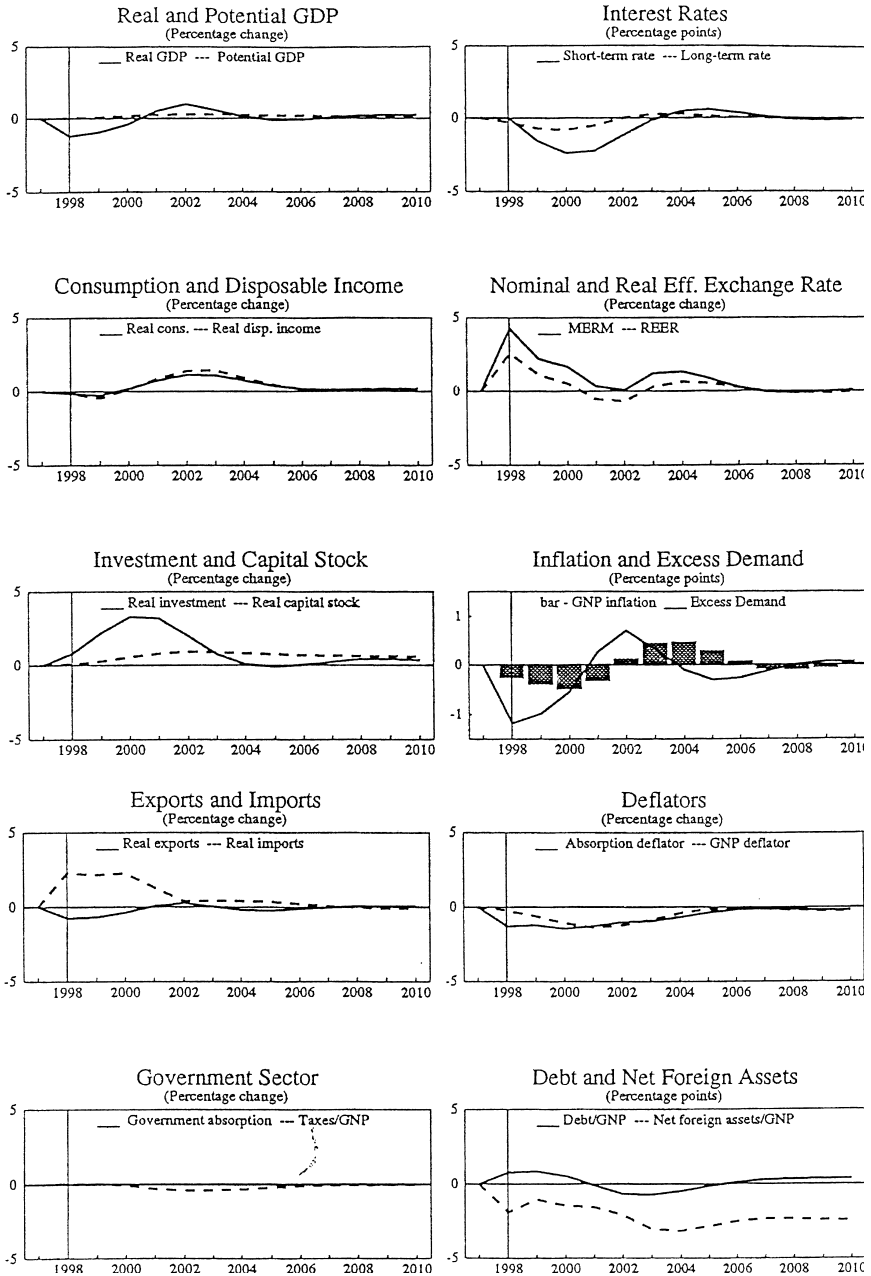 Real and Potential GDP
(Percentage change)
5
___ Real GDP --- Potential GDP
0
-5
1998 2000 2002 2004 2006 2008 2010
Interest Rates
(Percentage points)
5
___ Short-term rate --- Long-term rate
0
-5
1998 2000 2002 2004 2006 2008 2010
Consumption and Disposable Income
(Percentage change)
5
___ Real cons. --- Real disp. income
0
-5
1998 2000 2002 2004 2006 2008 2010
Nominal and Real Eff. Exchange Rate
(Percentage change)
5
___ MERM --- REER
0
-5
1998 2000 2002 2004 2006 2008 2010
Investment and Capital Stock
(Percentage change)
5
___ Real investment --- Real capital stock
0
-5
1998 2000 2002 2004 2006 2008 2010
Inflation and Excess Demand
(Percentage points)
bar - GNP inflation ___ Excess Demand
1
0
-1
1998 2000 2002 2004 2006 2008 2010
Exports and Imports
(Percentage change)
5
___ Real exports --- Real imports
0
-5
1998 2000 2002 2004 2006 2008 2010
Deflators
(Percentage change)
5
___ Absorption deflator --- GNP deflator
0
-5
1998 2000 2002 2004 2006 2008 2010
Government Sector
(Percentage change)
5
___ Government absorption --- Taxes/GNP
0
-5
1998 2000 2002 2004 2006 2008 2010
Debt and Net Foreign Assets
(Percentage points)
5
___ Debt/GNP --- Net foreign assets/GNP
0
-5
1998 2000 2002 2004 2006 2008 2010